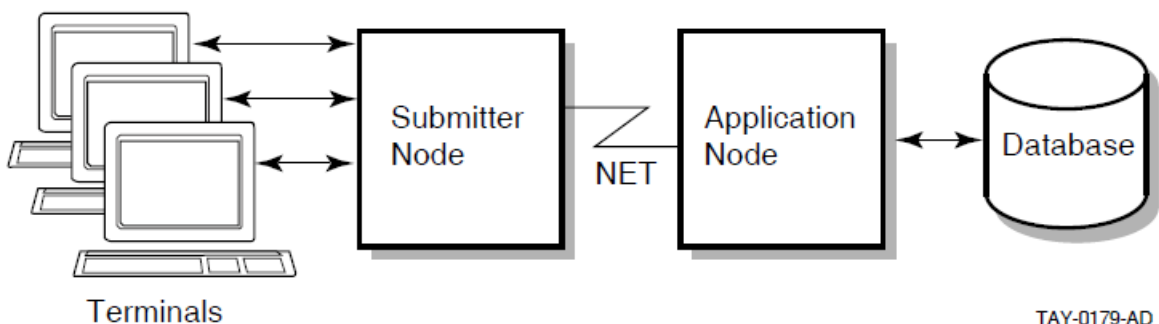 Submitter
Node
NET
Application
Node
Database
Terminals
TAY-0179-AD